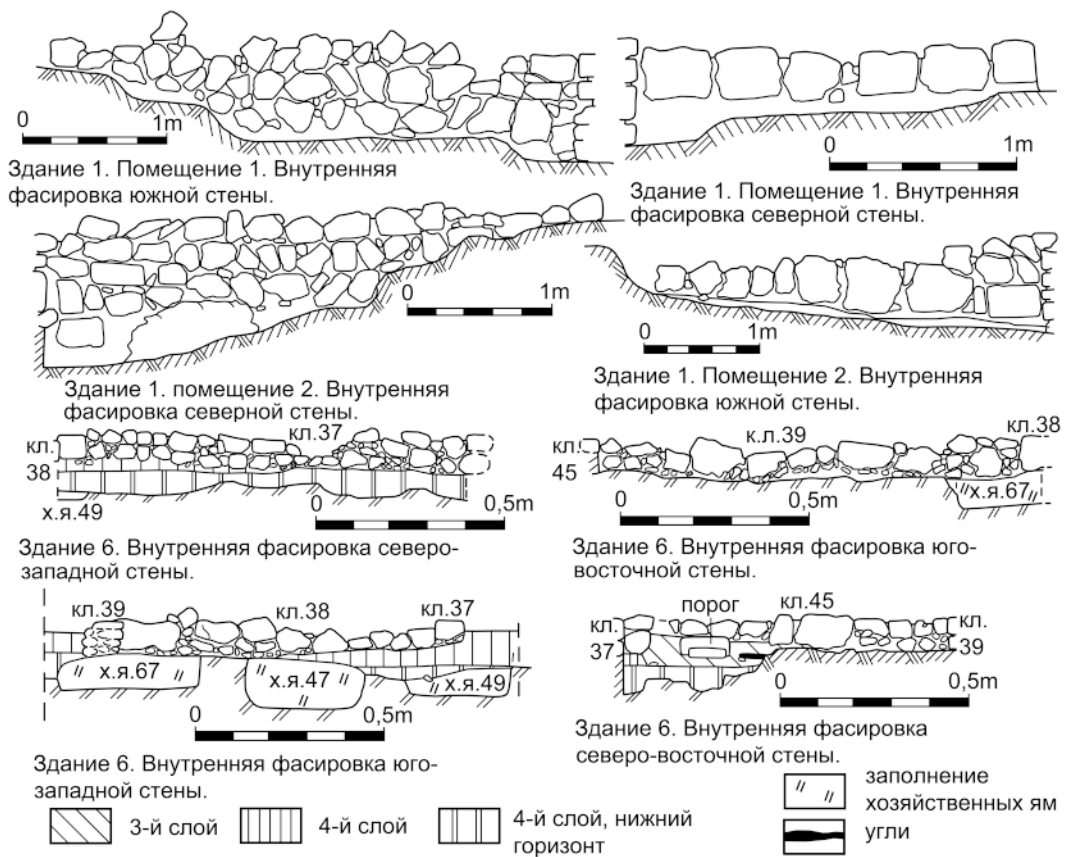 0 1m
Здание 1. Помещение 1. Внутренняя
фасировка южной стены.
0 1m
Здание 1. Помещение 1. Внутренняя
фасировка северной стены.
0 1m
Здание 1. помещение 2. Внутренняя
фасировка северной стены.
0 1m
Здание 1. Помещение 2. Внутренняя
фасировка южной стены.
кл.37
кл.
38
х.я.49
0 0,5m
Здание 6. Внутренняя фасировка северо-
западной стены.
кл.38
к.л.39
кл.
45
х.я.67
0 0,5m
Здание 6. Внутренняя фасировка юго-
восточной стены.
кл.39 кл.38 кл.37
х.я.67 х.я.47 х.я.49
0 0,5m
Здание 6. Внутренняя фасировка юго-
западной стены.
порог кл.45
кл. кл.
37 39
0 0,5m
Здание 6. Внутренняя фасировка
северо-восточной стены.
3-й слой
4-й слой
4-й слой, нижний
горизонт
заполнение
хозяйственных ям
угли